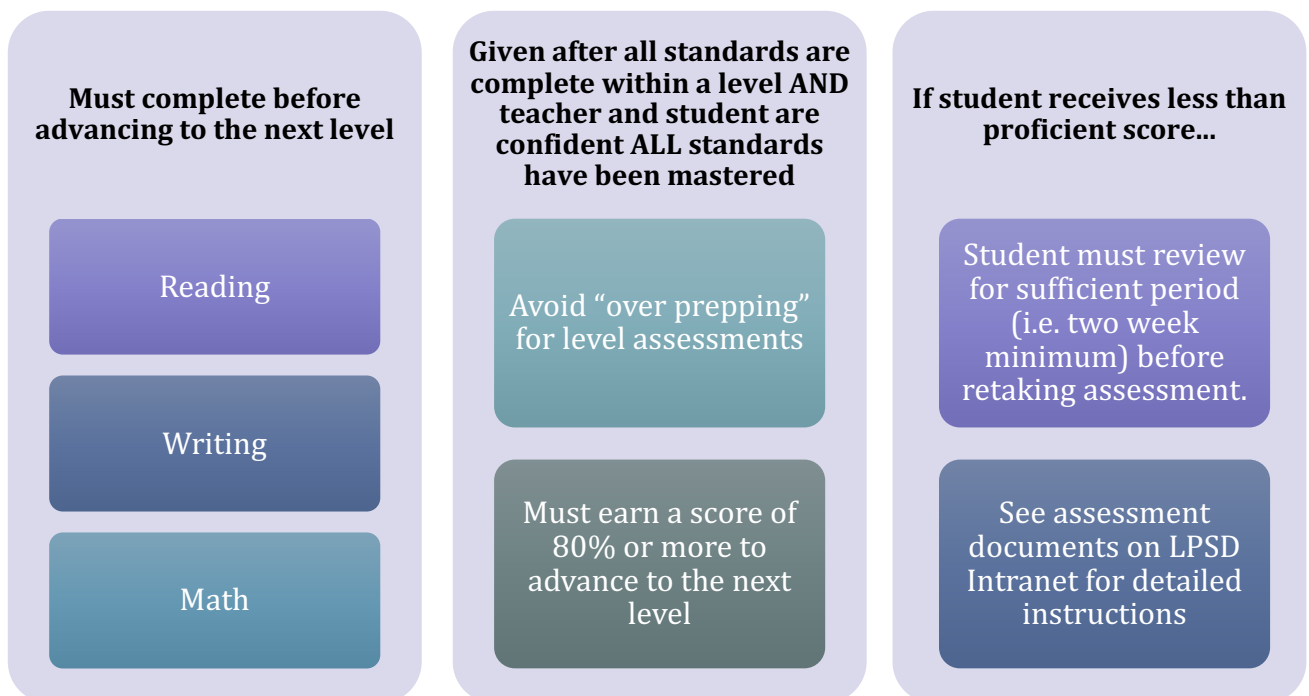 Must complete before
advancing to the next level
Reading
Writing
Math
Given after all standards are
complete within a level AND
teacher and student are
confident ALL standards
have been mastered
Avoid “over prepping”
for level assessments
Must earn a score of
80% or more to
advance to the next
level
If student receives less than
proficient score...
Student must review
for sufficient period
(i.e. two week
minimum) before
retaking assessment.
See assessment
documents on LPSD
Intranet for detailed
instructions